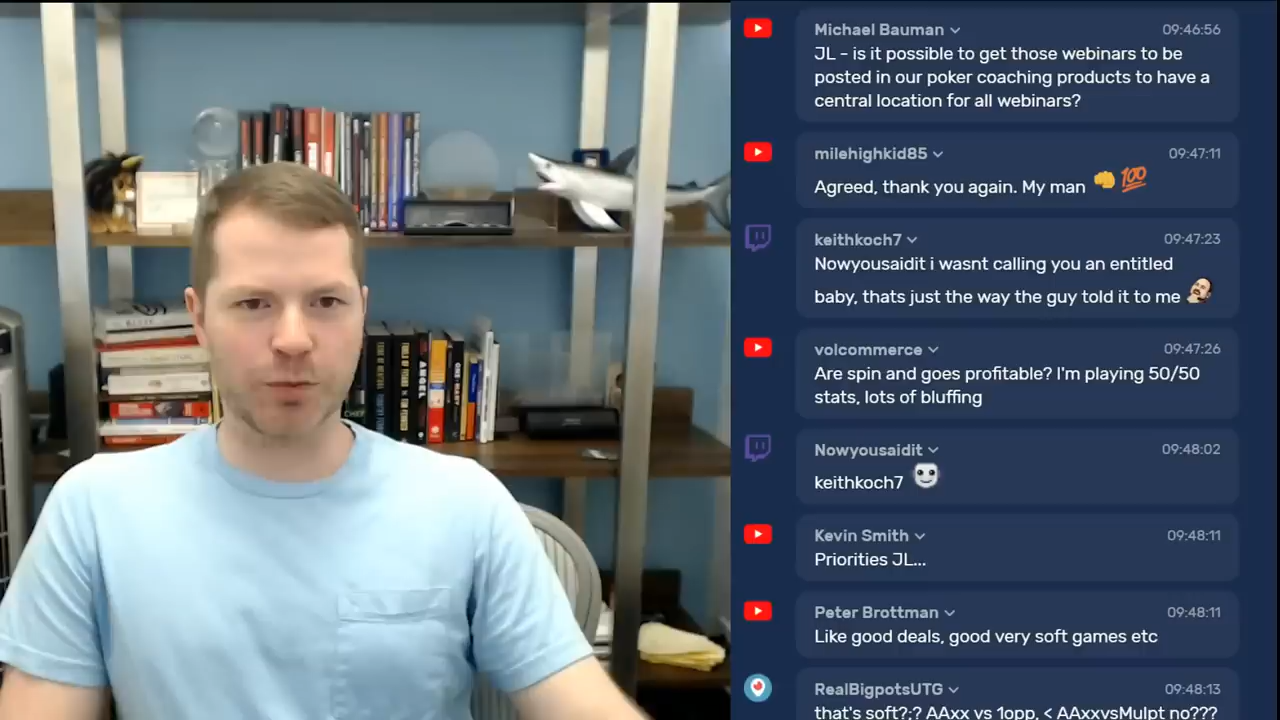 Michael Bauman 09:46:56
JL - is it possible to get those webinars to be
posted in our poker coaching products to have a
central location for all webinars?
milehighkid85 09:47:11
Agreed, thank you again. My man 👊 💯
keithkoch7 09:47:23
Nowyousaidit i wasnt calling you an entitled
baby, thats just the way the guy told it to me
volcommerce 09:47:26
Are spin and goes profitable? I'm playing 50/50
stats, lots of bluffing
Nowyousaidit 09:48:02
keithkoch7
Kevin Smith 09:48:11
Priorities JL...
Peter Brottman 09:48:11
Like good deals, good very soft games etc
RealBigpotsUTG 09:48:13
that's soft?;? AAxx vs 1opp, < AAxxvsMulpt no???
ANGEL